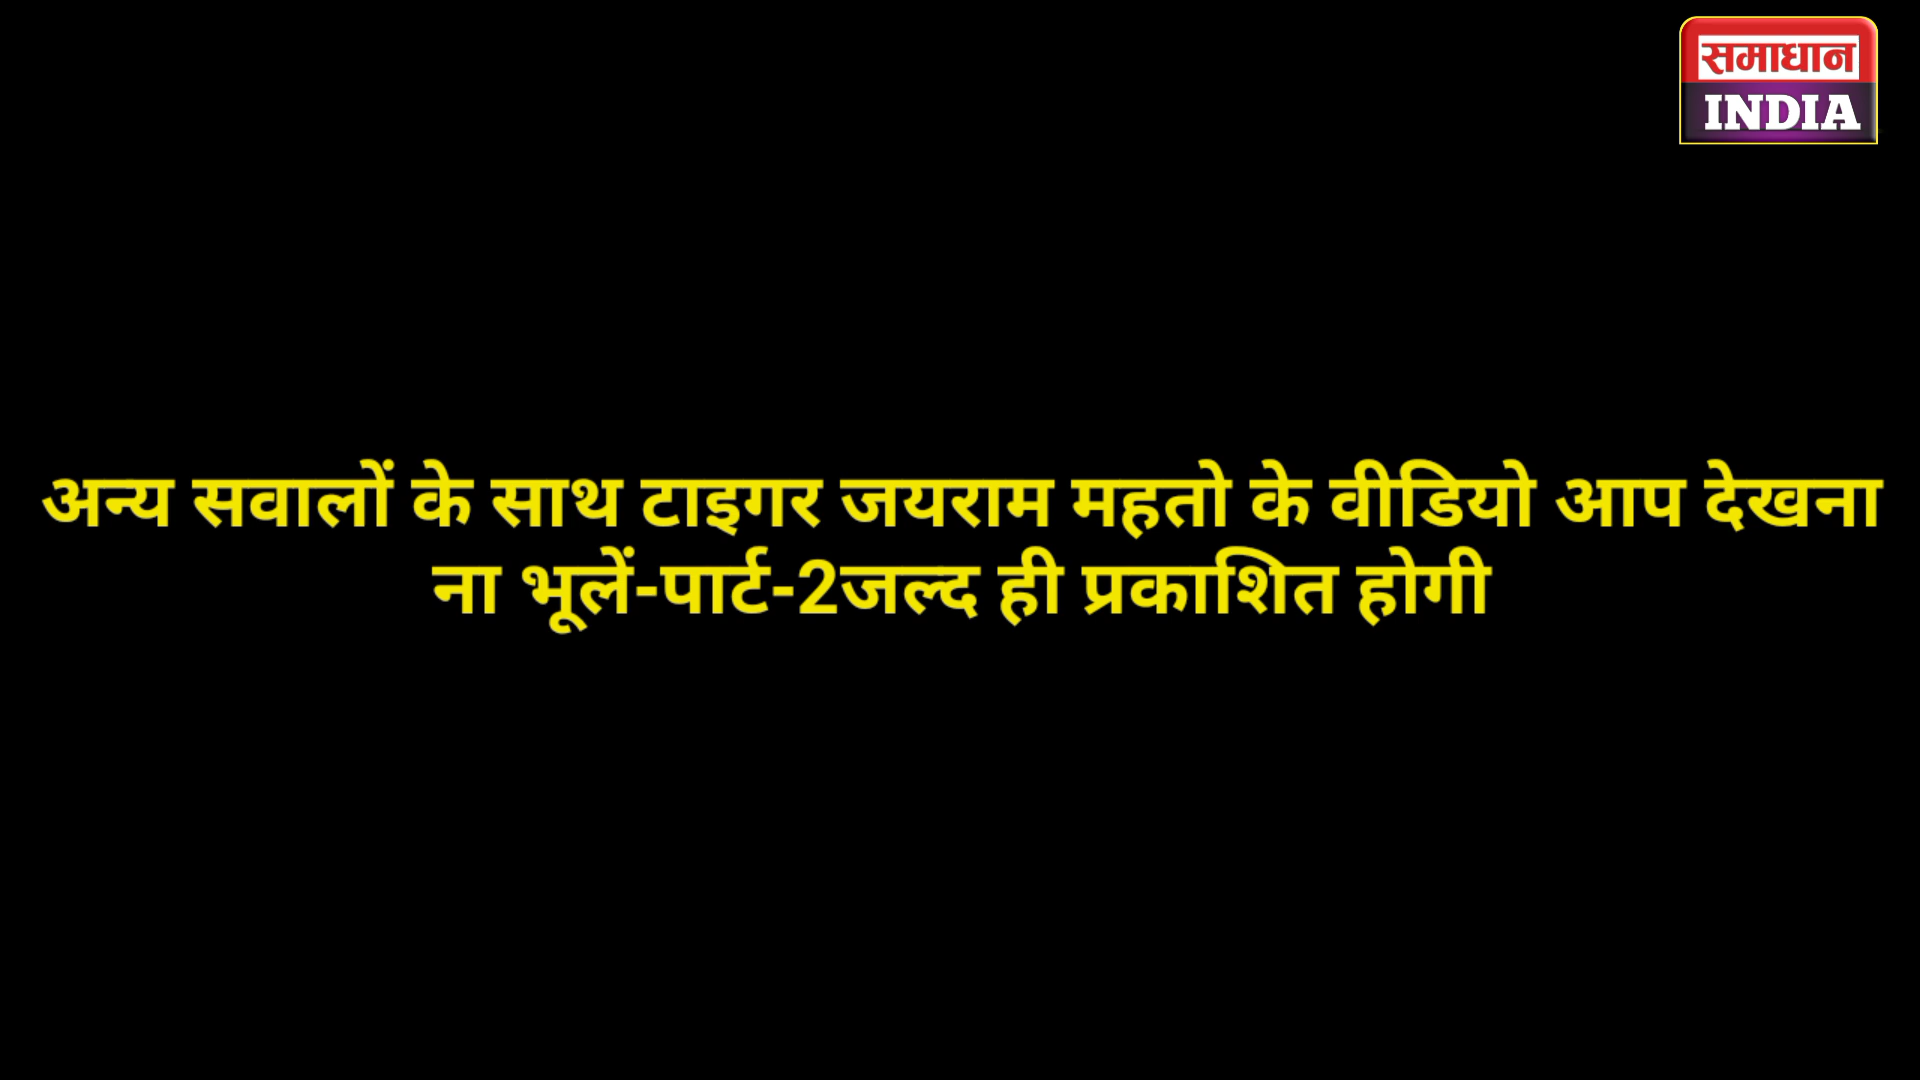 समाधान
INDIA
अन्य सवालों के साथ टाइगर जयराम महतो के वीडियो आप देखना
ना भूलें-पार्ट-2जल्द ही प्रकाशित होगी